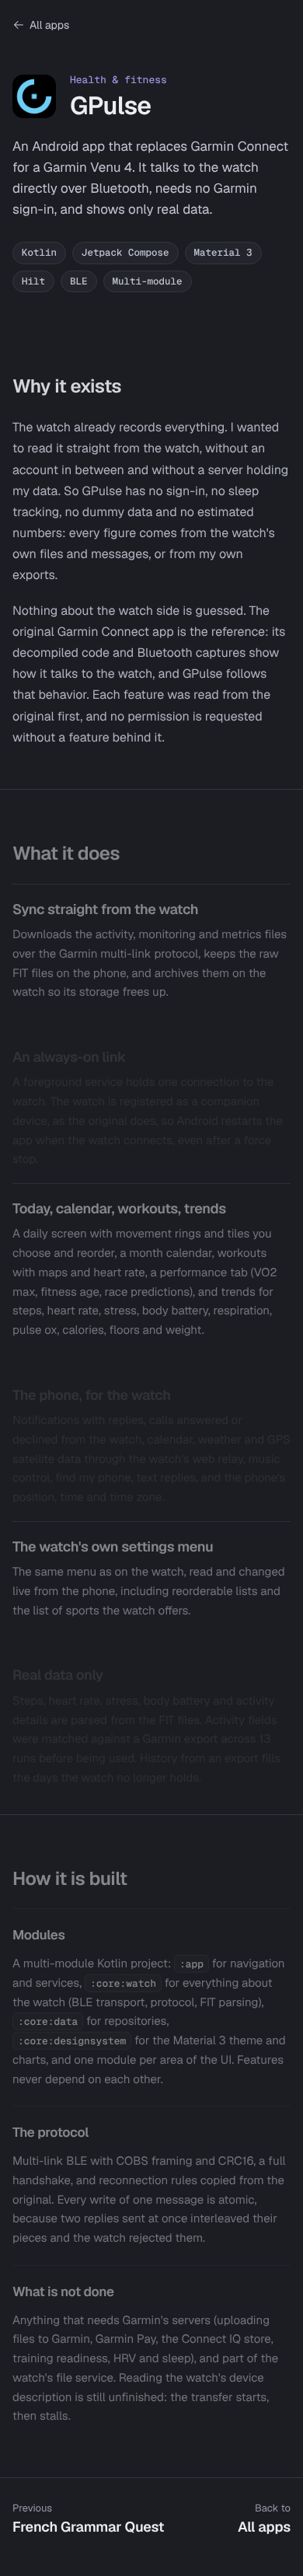 ← All apps
Health & fitness
GPulse
An Android app that replaces Garmin Connect
for a Garmin Venu 4. It talks to the watch
directly over Bluetooth, needs no Garmin
sign-in, and shows only real data.
Kotlin Jetpack Compose Material 3
Hilt BLE Multi-module
Why it exists
The watch already records everything. I wanted
to read it straight from the watch, without an
account in between and without a server holding
my data. So GPulse has no sign-in, no sleep
tracking, no dummy data and no estimated
numbers: every figure comes from the watch's
own files and messages, or from my own
exports.
Nothing about the watch side is guessed. The
original Garmin Connect app is the reference: its
decompiled code and Bluetooth captures show
how it talks to the watch, and GPulse follows
that behavior. Each feature was read from the
original first, and no permission is requested
without a feature behind it.
What it does
Sync straight from the watch
Downloads the activity, monitoring and metrics files
over the Garmin multi-link protocol, keeps the raw
FIT files on the phone, and archives them on the
watch so its storage frees up.
An always-on link
A foreground service holds one connection to the
watch. The watch is registered as a companion
device, as the original does, so Android restarts the
app when the watch connects, even after a force
stop.
Today, calendar, workouts, trends
A daily screen with movement rings and tiles you
choose and reorder, a month calendar, workouts
with maps and heart rate, a performance tab (VO2
max, fitness age, race predictions), and trends for
steps, heart rate, stress, body battery, respiration,
pulse ox, calories, floors and weight.
The phone, for the watch
Notifications with replies, calls answered or
declined from the watch, calendar, weather and GPS
satellite data through the watch's web relay, music
control, find my phone, text replies, and the phone's
position, time and time zone.
The watch's own settings menu
The same menu as on the watch, read and changed
live from the phone, including reorderable lists and
the list of sports the watch offers.
Real data only
Steps, heart rate, stress, body battery and activity
details are parsed from the FIT files. Activity fields
were matched against a Garmin export across 13
runs before being used. History from an export fills
the days the watch no longer holds.
How it is built
Modules
A multi-module Kotlin project: :app for navigation
and services, :core:watch for everything about
the watch (BLE transport, protocol, FIT parsing),
:core:data for repositories,
:core:designsystem for the Material 3 theme and
charts, and one module per area of the UI. Features
never depend on each other.
The protocol
Multi-link BLE with COBS framing and CRC16, a full
handshake, and reconnection rules copied from the
original. Every write of one message is atomic,
because two replies sent at once interleaved their
pieces and the watch rejected them.
What is not done
Anything that needs Garmin's servers (uploading
files to Garmin, Garmin Pay, the Connect IQ store,
training readiness, HRV and sleep), and part of the
watch's file service. Reading the watch's device
description is still unfinished: the transfer starts,
then stalls.
Previous Back to
French Grammar Quest All apps